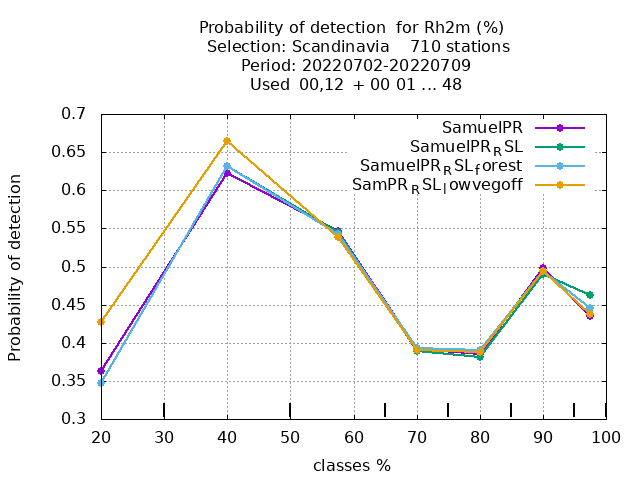 Probability of detection  for Rh2m (%)
Selection: Scandinavia    710 stations
Period: 20220702-20220709
Used  00,12  + 00 01 ... 48
SamuelPR
SamuelPR_RSL
SamuelPR_RSL_forest
SamPR_RSL_lowvegoff
Probability of detection
0.7
0.65
0.6
0.55
0.5
0.45
0.4
0.35
0.3
20 30 40 50 60 70 80 90 100
classes %